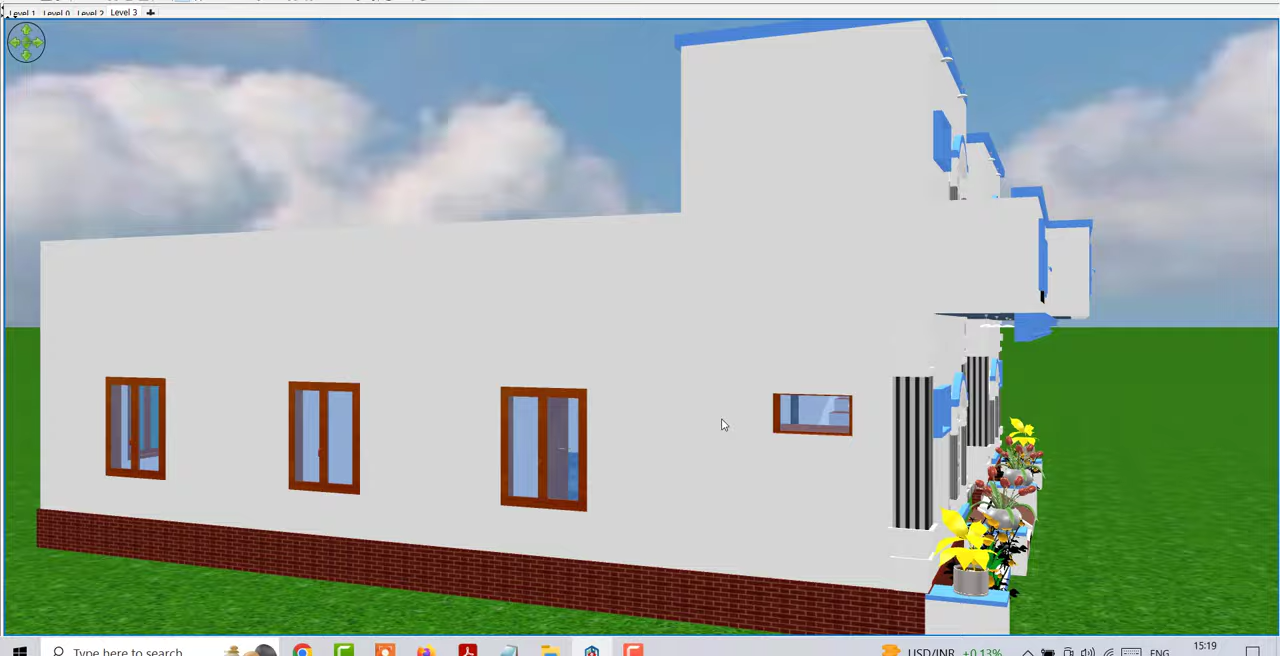 Level 1 Level 0 Level 2 Level 3
Type here to search
USD/INR +0.13% ENG 15:19